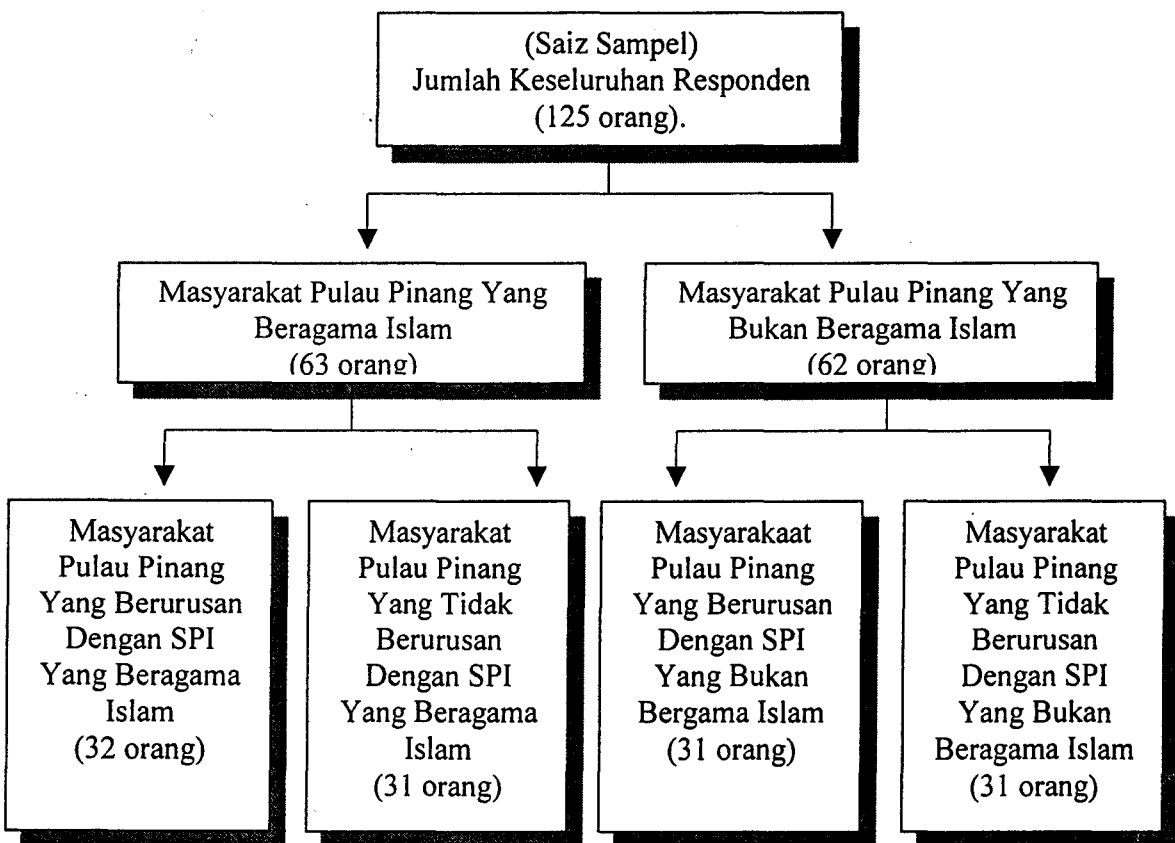 (Saiz Sampel)
Jumlah Keseluruhan Responden
(125 orang).
Masyarakat Pulau Pinang Yang
Beragama Islam
(63 orang)
Masyarakat Pulau Pinang Yang
Bukan Beragama Islam
(62 orang)
Masyarakat
Pulau Pinang
Yang Berurusan
Dengan SPI
Yang Beragama
Islam
(32 orang)
Masyarakat
Pulau Pinang
Yang Tidak
Berurusan
Dengan SPI
Yang Beragama
Islam
(31 orang)
Masyarakaat
Pulau Pinang
Yang Berurusan
Dengan SPI
Yang Bukan
Bergama Islam
(31 orang)
Masyarakat
Pulau Pinang
Yang Tidak
Berurusan
Dengan SPI
Yang Bukan
Beragama Islam
(31 orang)